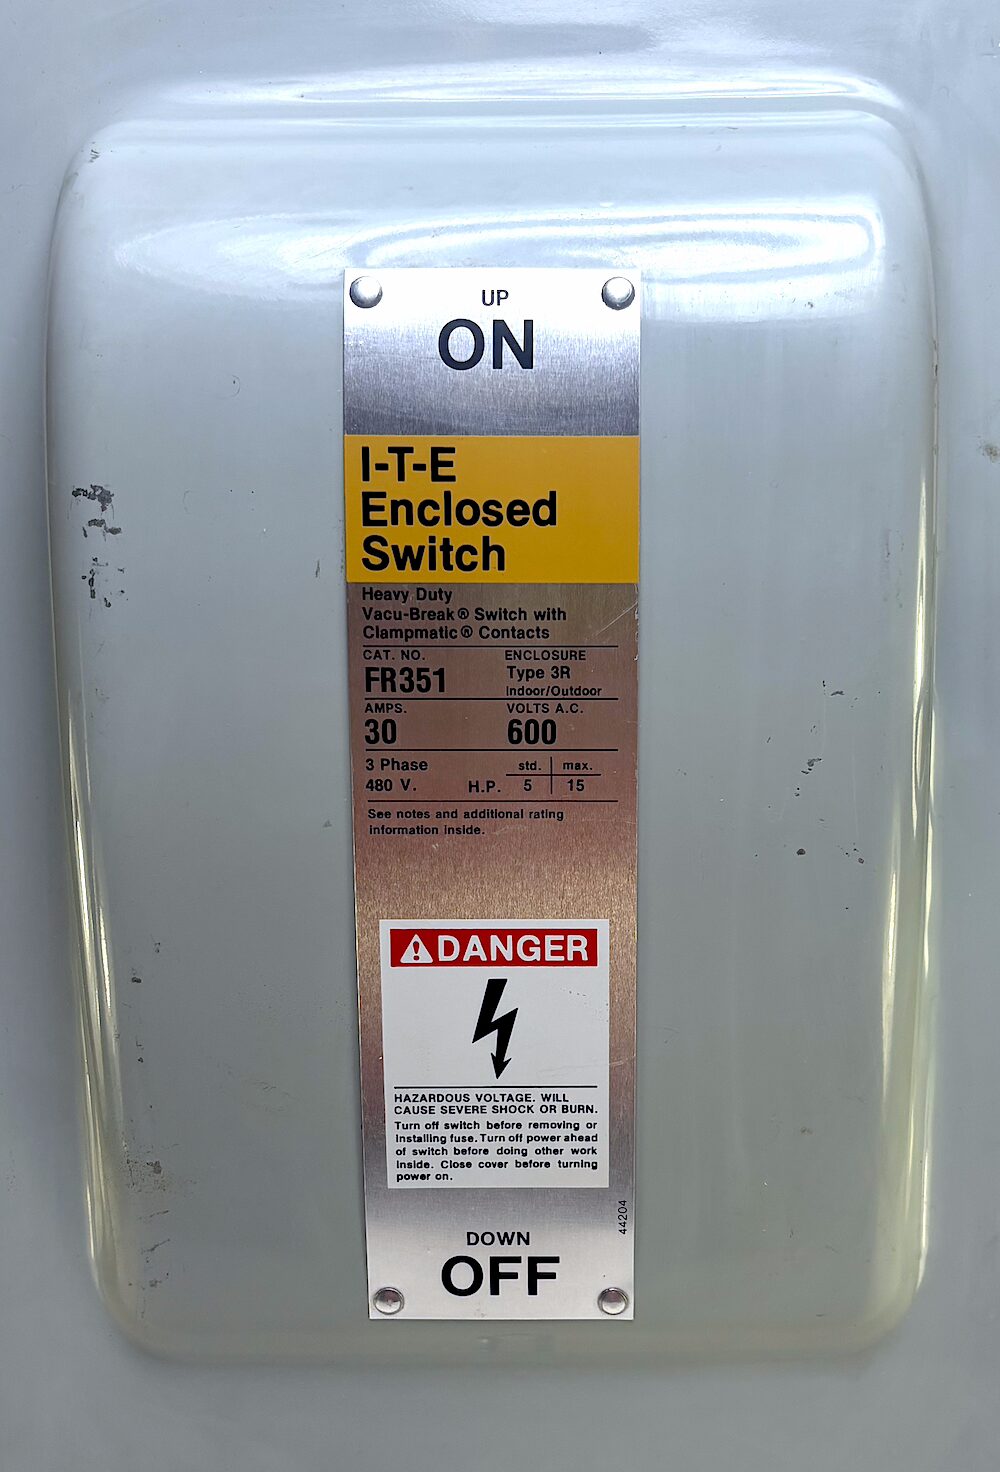 UP
ON
I-T-E
Enclosed
Switch
Heavy Duty
Vacu-Break® Switch with
Clampmatic® Contacts
CAT. NO. ENCLOSURE
FR351 Type 3R
Indoor/Outdoor
AMPS. VOLTS A.C.
30 600
3 Phase std. max.
480 V. H.P. 5 15
See notes and additional rating
information inside.
DANGER
HAZARDOUS VOLTAGE. WILL
CAUSE SEVERE SHOCK OR BURN.
Turn off switch before removing or
installing fuse. Turn off power ahead
of switch before doing other work
inside. Close cover before turning
power on.
44204
DOWN
OFF